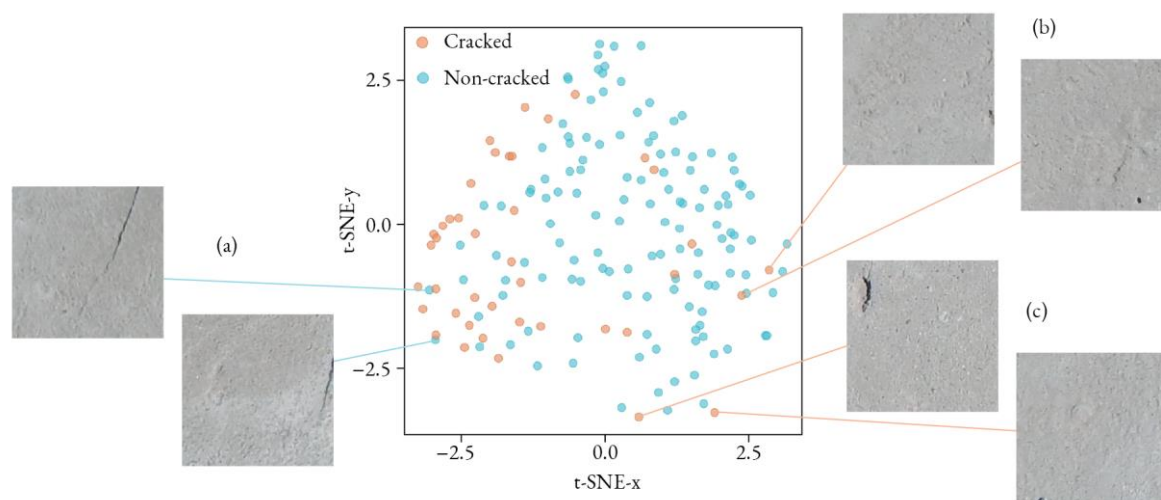 Cracked
Non-cracked
(a)
(b)
(c)
2.5
0.0
−2.5
t-SNE-y
−2.5
0.0
2.5
t-SNE-x